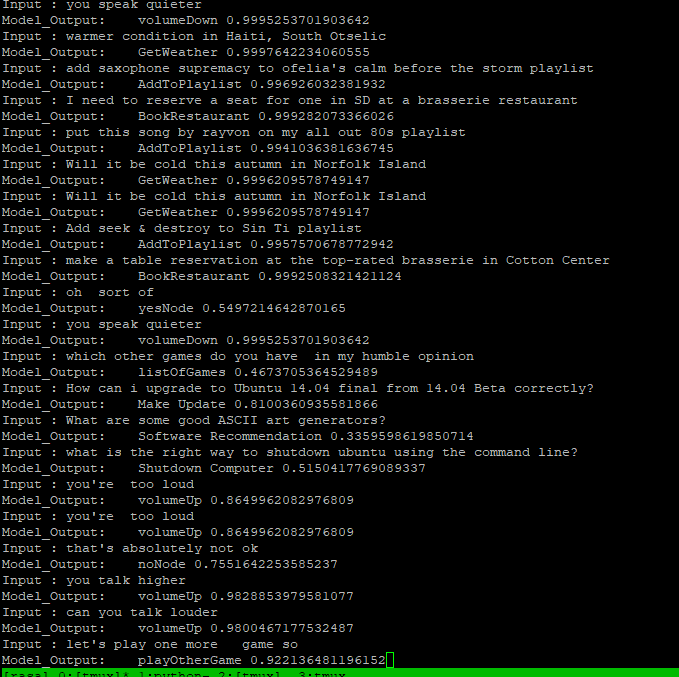 Input : you speak quieter
Model_Output:    volumeDown 0.9995253701903642
Input : warmer condition in Haiti, South Otselic
Model_Output:    GetWeather 0.9997642234060555
Input : add saxophone supremacy to ofelia's calm before the storm playlist
Model_Output:    AddToPlaylist 0.996926032381932
Input : I need to reserve a seat for one in SD at a brasserie restaurant
Model_Output:    BookRestaurant 0.999282073366026
Input : put this song by rayvon on my all out 80s playlist
Model_Output:    AddToPlaylist 0.9941036381636745
Input : Will it be cold this autumn in Norfolk Island
Model_Output:    GetWeather 0.9996209578749147
Input : Will it be cold this autumn in Norfolk Island
Model_Output:    GetWeather 0.9996209578749147
Input : Add seek & destroy to Sin Ti playlist
Model_Output:    AddToPlaylist 0.9957570678772942
Input : make a table reservation at the top-rated brasserie in Cotton Center
Model_Output:    BookRestaurant 0.9992508321421124
Input : oh  sort of
Model_Output:    yesNode 0.5497214642870165
Input : you speak quieter
Model_Output:    volumeDown 0.9995253701903642
Input : which other games do you have  in my humble opinion
Model_Output:    listOfGames 0.4673705364529489
Input : How can i upgrade to Ubuntu 14.04 final from 14.04 Beta correctly?
Model_Output:    Make Update 0.8100360935581866
Input : What are some good ASCII art generators?
Model_Output:    Software Recommendation 0.3359598619850714
Input : what is the right way to shutdown ubuntu using the command line?
Model_Output:    Shutdown Computer 0.5150417769089337
Input : you're  too loud
Model_Output:    volumeUp 0.8649962082976809
Input : you're  too loud
Model_Output:    volumeUp 0.8649962082976809
Input : that's absolutely not ok
Model_Output:    noNode 0.7551642253585237
Input : you talk higher
Model_Output:    volumeUp 0.9828853979581077
Input : can you talk louder
Model_Output:    volumeUp 0.9800467177532487
Input : let's play one more   game so
Model_Output:    playOtherGame 0.922136481196152
[rasa] 0:[tmux]* 1:python- 2:[tmux]  3:tmux